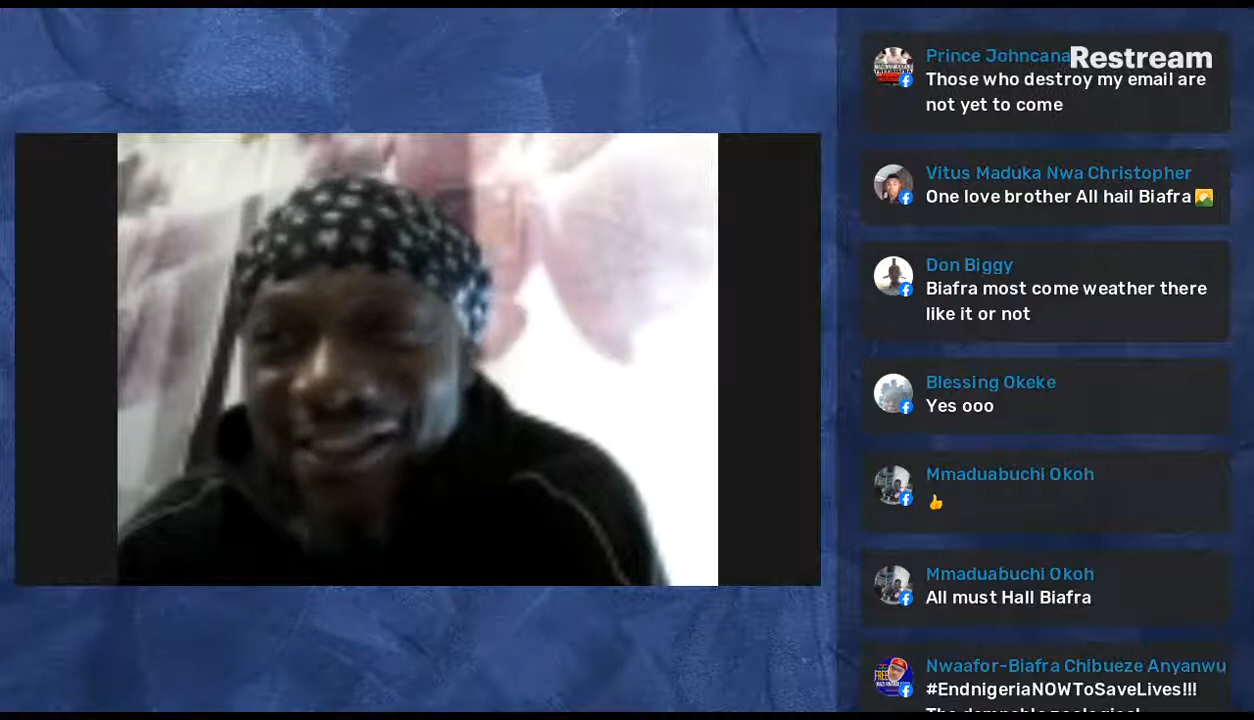 Prince Johncana
Restream
Those who destroy my email are
not yet to come
Vitus Maduka Nwa Christopher
One love brother All hail Biafra
Don Biggy
Biafra most come weather there
like it or not
Blessing Okeke
Yes ooo
Mmaduabuchi Okoh
Mmaduabuchi Okoh
All must Hall Biafra
Nwaafor-Biafra Chibueze Anyanwu
#EndnigeriaNOWToSaveLives!!!